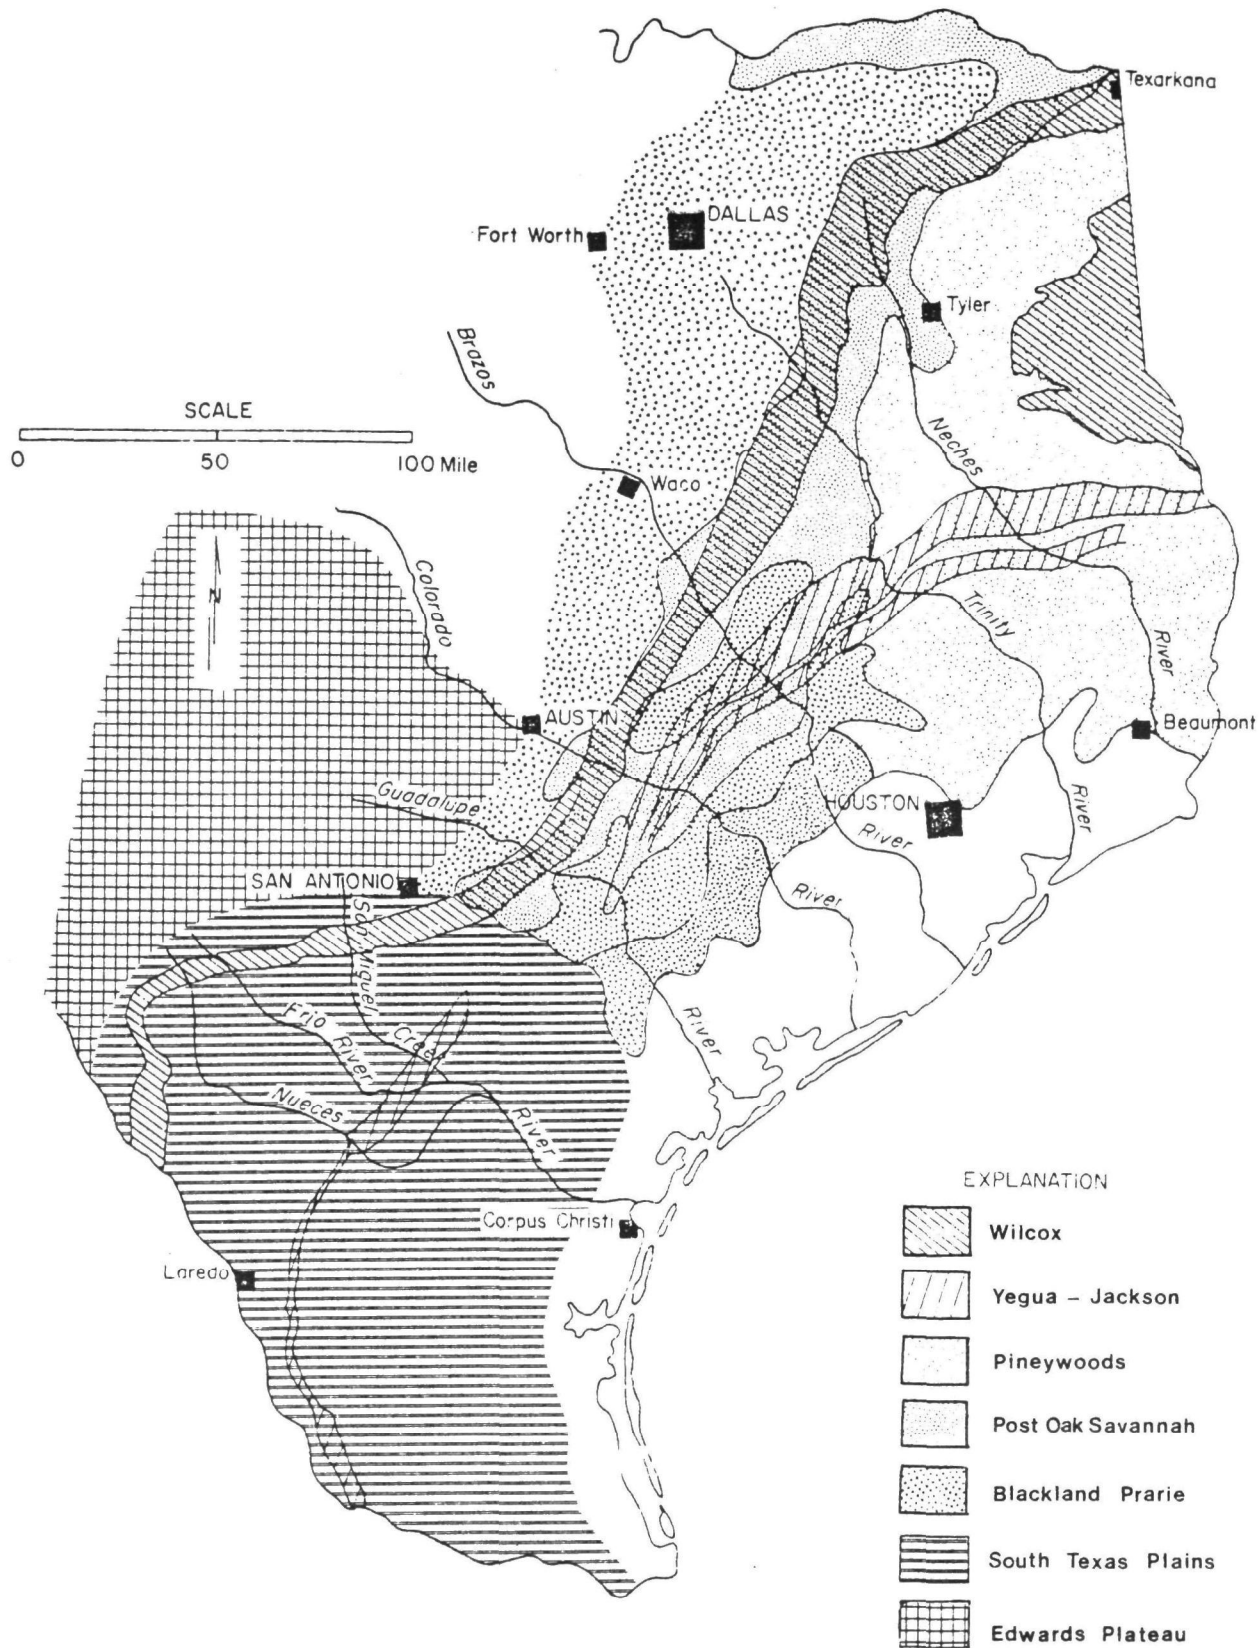 Texarkana
DALLAS
Fort Worth
Tyler
Brazos
SCALE
0 50 100 Mile
Neches
Waco
Colorado
N
Trinity
River
AUSTIN
Beaumont
Guadalupe
HOUSTON
River
River
SAN ANTONIO
River
San Miguel Creek
Frio River
River
Nueces
River
Corpus Christi
Laredo
EXPLANATION
Wilcox
Yegua - Jackson
Pineywoods
Post Oak Savannah
Blackland Prarie
South Texas Plains
Edwards Plateau